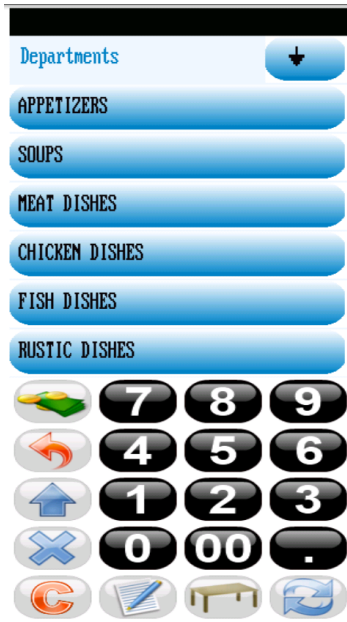 Departments
APPETIZERS
SOUPS
MEAT DISHES
CHICKEN DISHES
FISH DISHES
RUSTIC DISHES
7 8 9
4 5 6
1 2 3
0 00 .
C